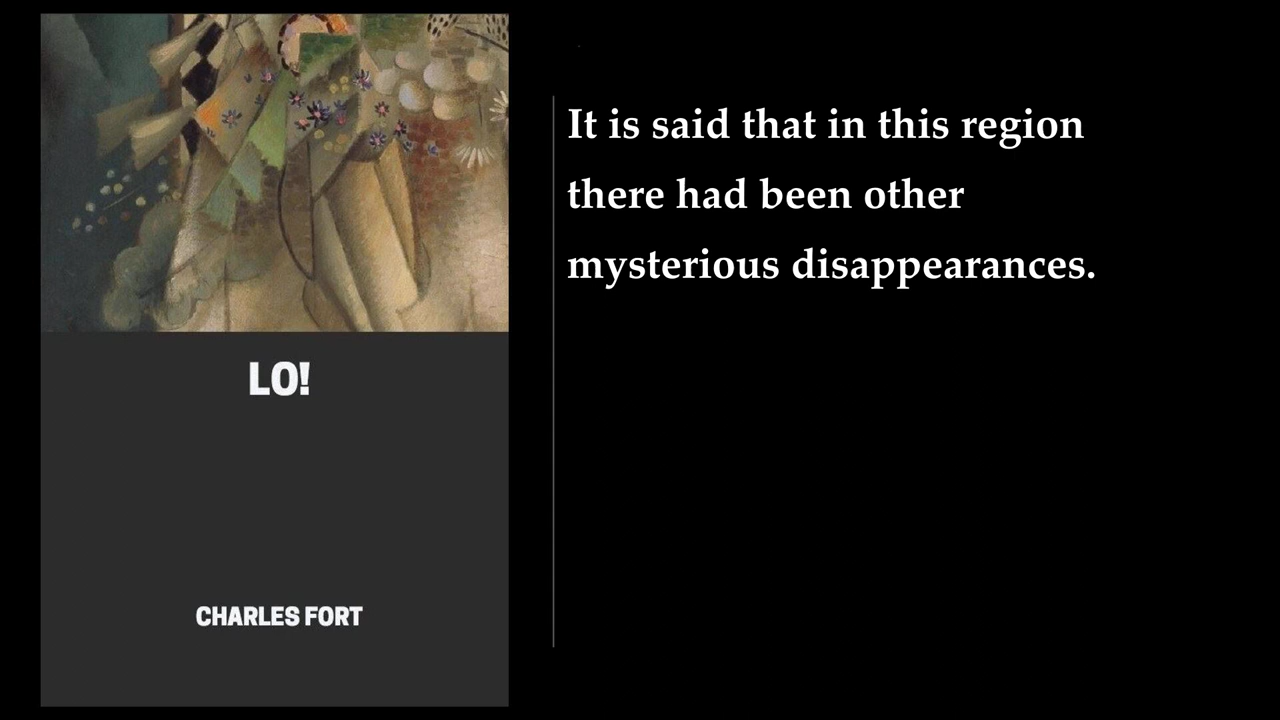 LO!
CHARLES FORT
It is said that in this region
there had been other
mysterious disappearances.